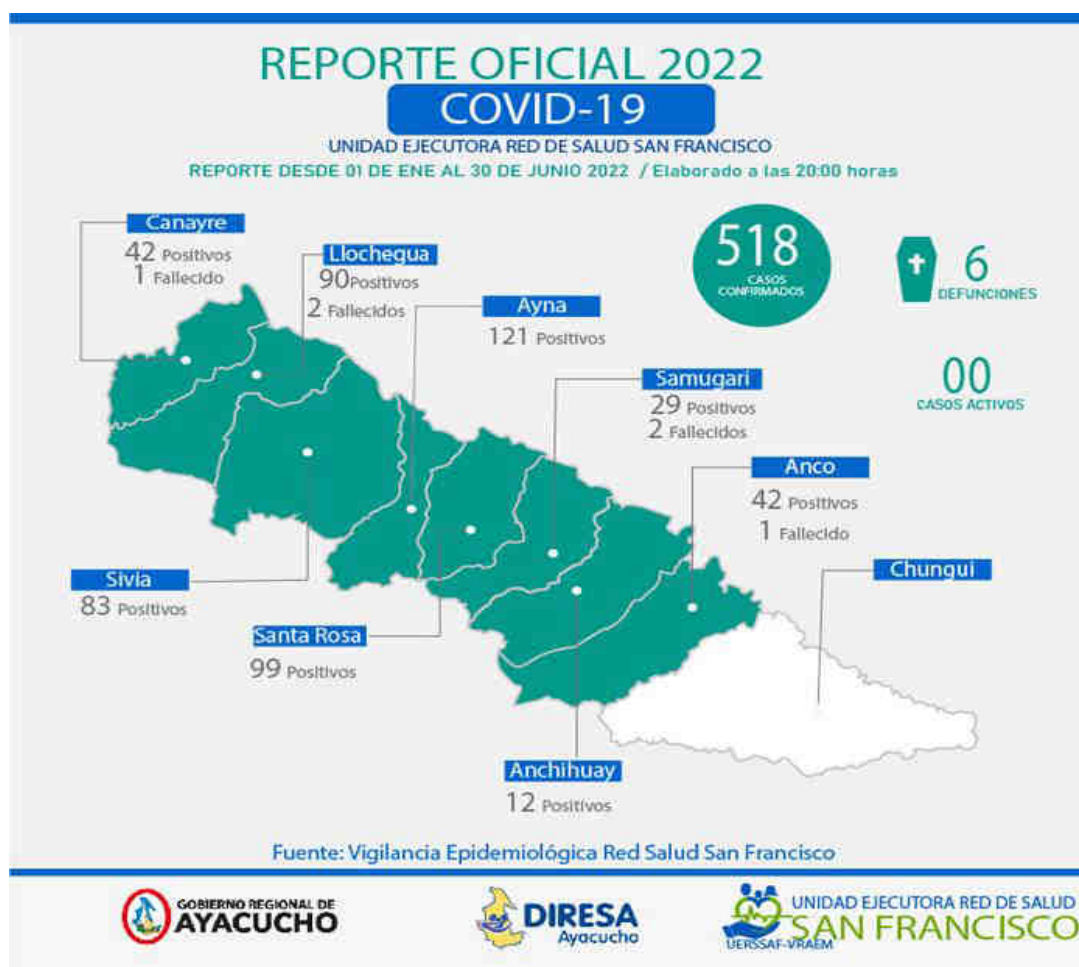 REPORTE OFICIAL 2022
COVID-19
UNIDAD EJECUTORA RED DE SALUD SAN FRANCISCO
REPORTE DESDE 01 DE ENE AL 30 DE JUNIO 2022 / Elaborado a las 20:00 horas
Canayre
42 Positivos
1 Fallecido
Llochegua
90Positivos
2 Fallecidos
Ayna
121 Positivos
518
CASOS
CONFIRMADOS
6
DEFUNCIONES
00
CASOS ACTIVOS
Samugari
29 Positivos
2 Fallecidos
Anco
42 Positivos
1 Fallecido
Chungui
Sivia
83 Positivos
Santa Rosa
99 Positivos
Anchihuay
12 Positivos
Fuente: Vigilancia Epidemiológica Red Salud San Francisco
GOBIERNO REGIONAL DE
AYACUCHO
DIRESA
Ayacucho
UERSSAF-VRAEM
UNIDAD EJECUTORA RED DE SALUD
SAN FRANCISCO